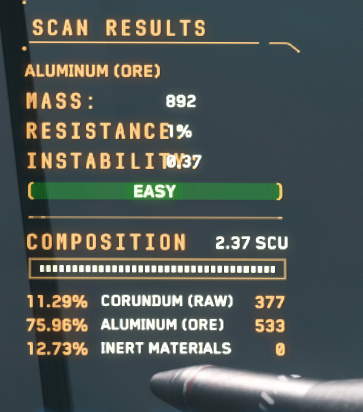 SCAN RESULTS
ALUMINUM (ORE)
MASS: 892
RESISTANCE: 1%
INSTABILITY: 0.37
EASY
COMPOSITION 2.37 SCU
11.29% CORUNDUM (RAW) 377
75.96% ALUMINUM (ORE) 533
12.73% INERT MATERIALS 0